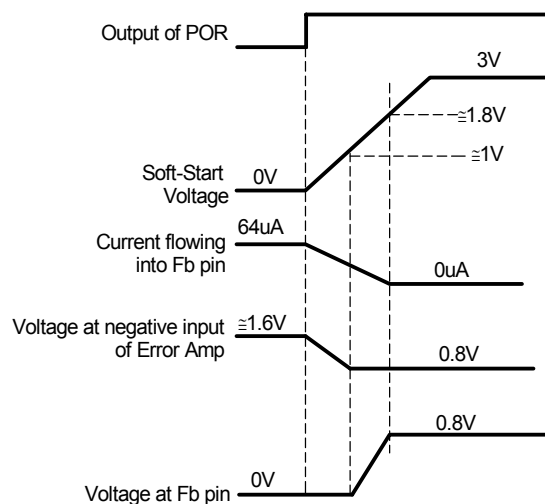 Output of POR
3V
≅1.8V
≅1V
Soft-Start
Voltage
0V
64uA
Current flowing
into Fb pin
0uA
Voltage at negative input
of Error Amp
≅1.6V
0.8V
0.8V
Voltage at Fb pin
0V